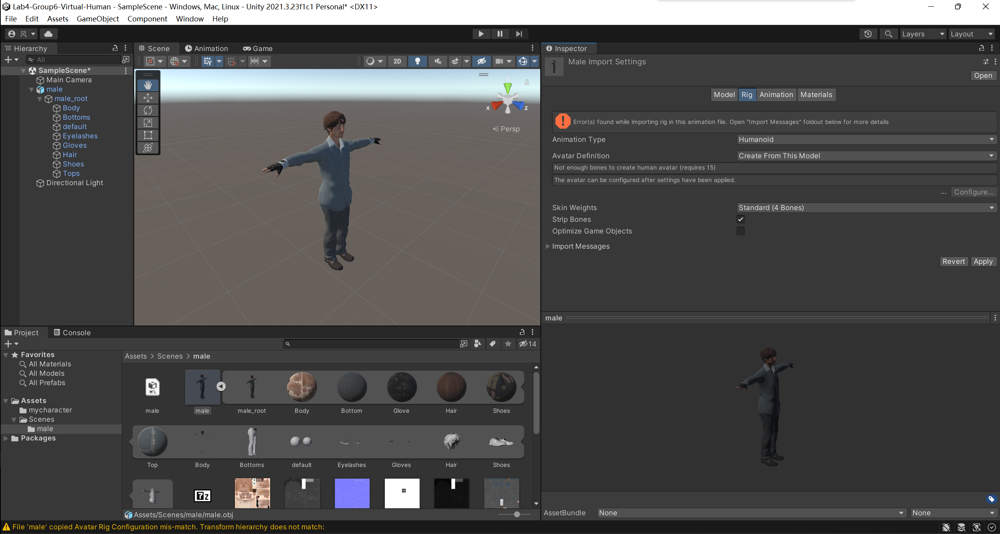 Lab4-Group6-Virtual-Human - SampleScene - Windows, Mac, Linux - Unity 2021.3.23f1c1 Personal* <DX11>
File Edit Assets GameObject Component Window Help
风 Layers Layout
Hierarchy
All
SampleScene*
Main Camera
male
male_root
Body
Bottoms
default
Eyelashes
Gloves
Hair
Shoes
Tops
Directional Light
Scene Animation Game
2D
y
x z
Persp
Inspector
Male Import Settings
Open
Model Rig Animation Materials
Error(s) found while importing rig in this animation file. Open "Import Messages" foldout below for more details
Animation Type Humanoid
Avatar Definition Create From This Model
Not enough bones to create human avatar (requires 15)
The avatar can be configured after settings have been applied.
... Configure...
Skin Weights Standard (4 Bones)
Strip Bones
Optimize Game Objects
Import Messages
Revert Apply
male
Project Console
14
Favorites
All Materials
All Models
All Prefabs
Assets
mycharacter
Scenes
male
Packages
Assets > Scenes > male
MTL
male male male_root Body Bottom Glove Hair Shoes
Top Body Bottoms default Eyelashes Gloves Hair Shoes
7z
Assets/Scenes/male/male.obj
AssetBundle None None
File 'male' copied Avatar Rig Configuration mis-match. Transform hierarchy does not match: